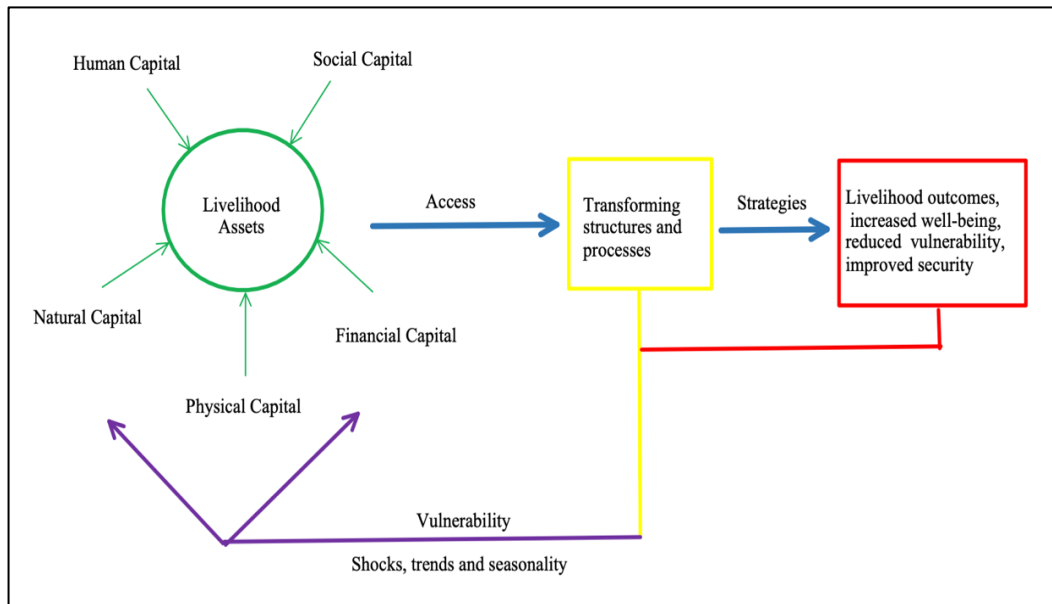 Human Capital
Social Capital
Livelihood
Assets
Access
Transforming
structures and
processes
Strategies
Livelihood outcomes,
increased well-being,
reduced vulnerability,
improved security
Natural Capital
Financial Capital
Physical Capital
Vulnerability
Shocks, trends and seasonality